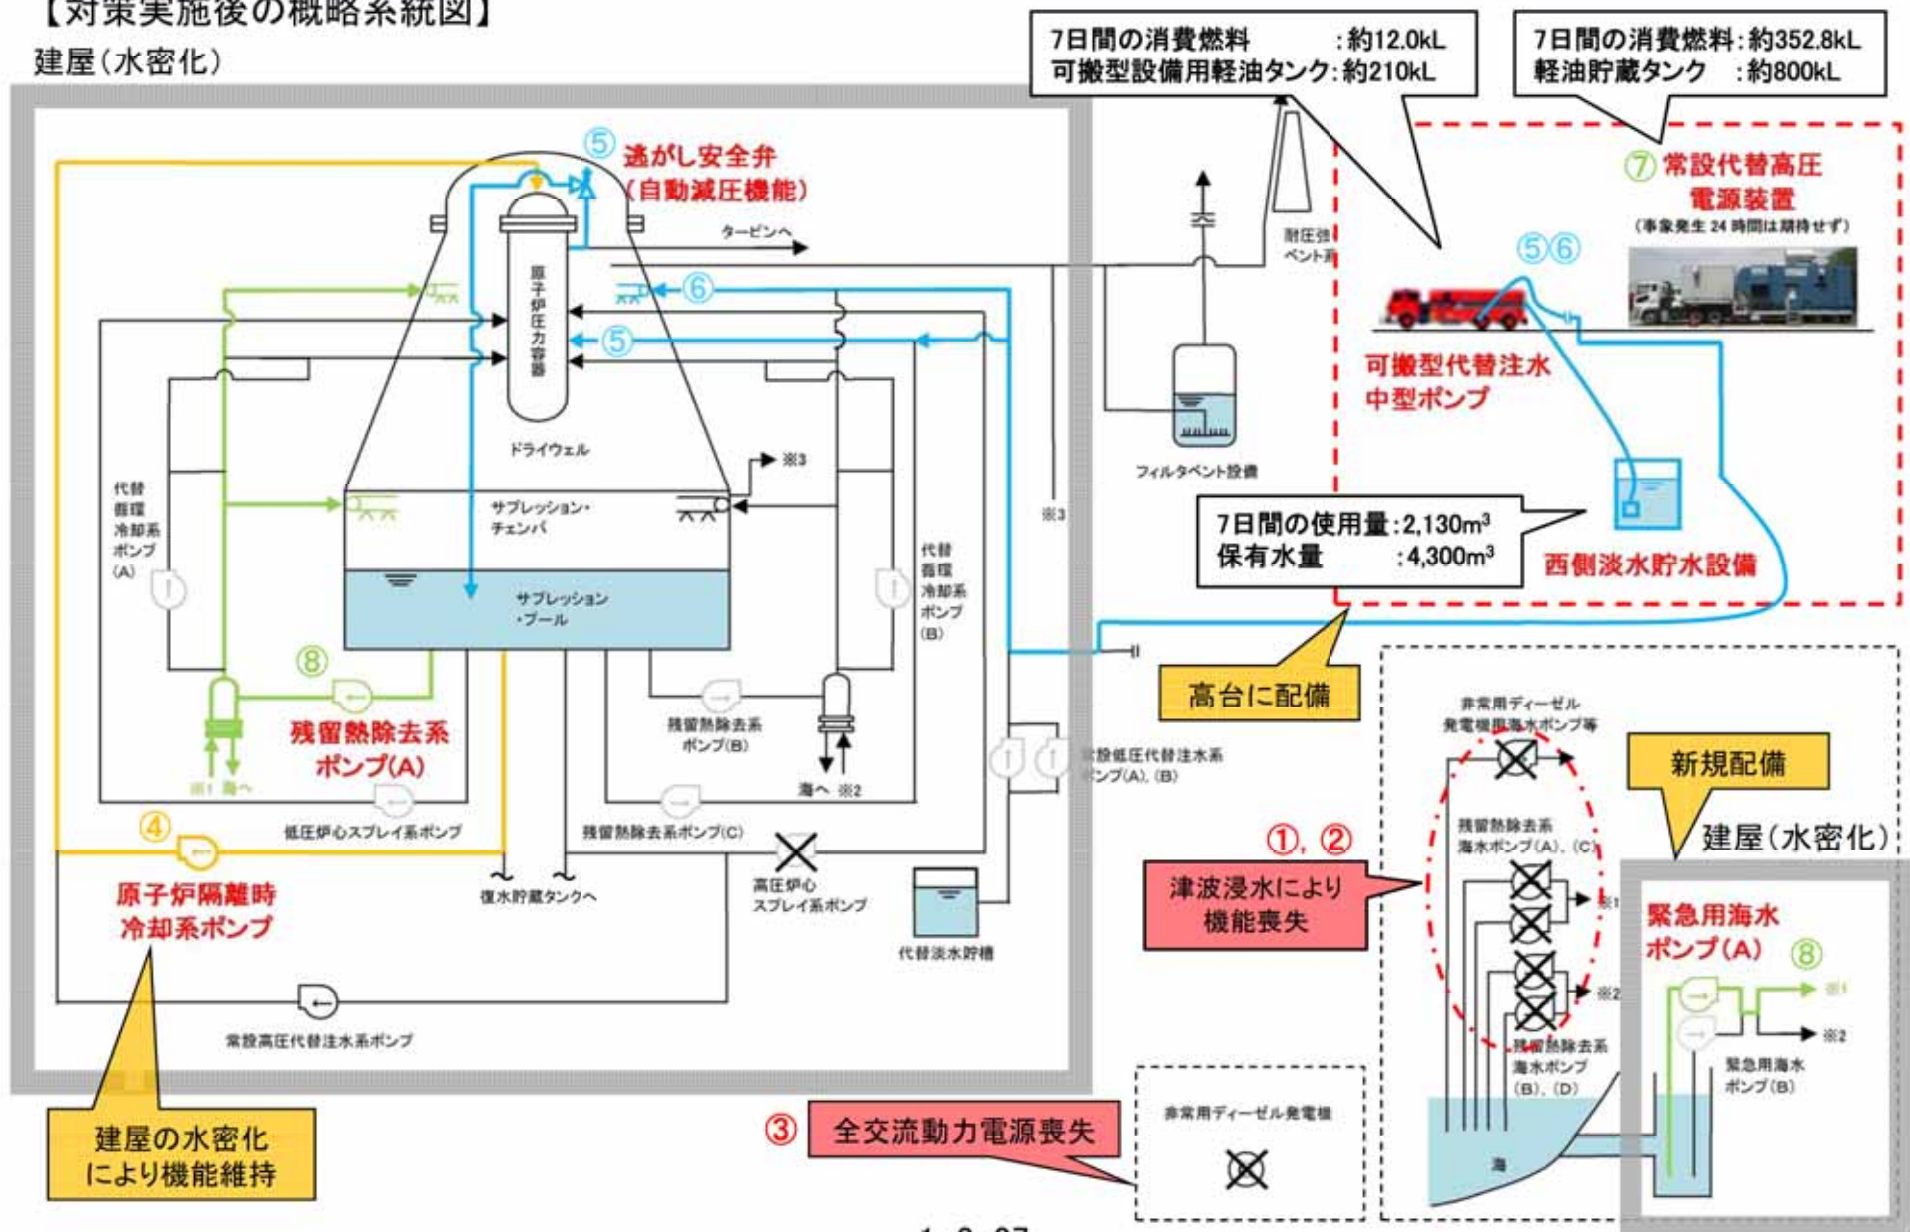 【対策実施後の概略系統図】
建屋(水密化)
7日間の消費燃料 :約12.0kL
可搬型設備用軽油タンク:約210kL
7日間の消費燃料:約352.8kL
軽油貯蔵タンク :約800kL
⑤ 逃がし安全弁
(自動減圧機能)
タービンへ
原子炉圧力容器
⑥
⑤
耐圧強
ベント系
⑦ 常設代替高圧
電源装置
(事象発生 24 時間は期待せず)
⑤⑥
可搬型代替注水
中型ポンプ
ドライウェル
※3
フィルタベント設備
代替
循環
冷却系
ポンプ
(A)
サプレッション・
チェンバ
※3
7日間の使用量:2,130m³
保有水量 :4,300m³
西側淡水貯水設備
代替
循環
冷却系
ポンプ
(B)
サプレッション
・プール
⑧
残留熱除去系
ポンプ(A)
※1 海へ
残留熱除去系
ポンプ(B)
海へ ※2
高台に配備
常設低圧代替注水系
ポンプ(A), (B)
非常用ディーゼル
発電機用海水ポンプ等
新規配備
建屋(水密化)
④
低圧炉心スプレイ系ポンプ
残留熱除去系ポンプ(C)
原子炉隔離時
冷却系ポンプ
復水貯蔵タンクへ
高圧炉心
スプレイ系ポンプ
代替淡水貯槽
①, ②
津波浸水により
機能喪失
残留熱除去系
海水ポンプ(A), (C)
※1
※2
残留熱除去系
海水ポンプ
(B), (D)
緊急用海水
ポンプ(A) ⑧
※1
※2
緊急用海水
ポンプ(B)
常設高圧代替注水系ポンプ
建屋の水密化
により機能維持
③ 全交流動力電源喪失
非常用ディーゼル発電機
海